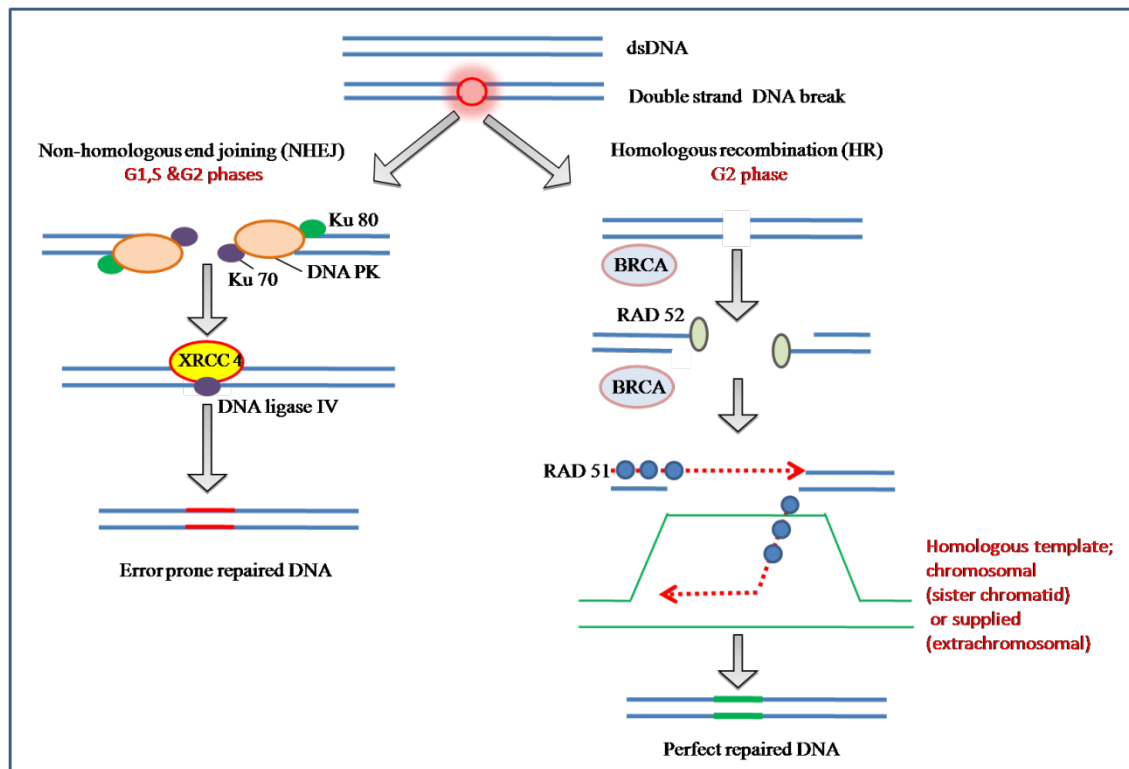 dsDNA
Double strand DNA break
Non-homologous end joining (NHEJ)
G1,S &G2 phases
Ku 80
DNA PK
Ku 70
XRCC 4
DNA ligase IV
Error prone repaired DNA
Homologous recombination (HR)
G2 phase
BRCA
RAD 52
BRCA
RAD 51
Homologous template;
chromosomal
(sister chromatid)
or supplied
(extrachromosomal)
Perfect repaired DNA